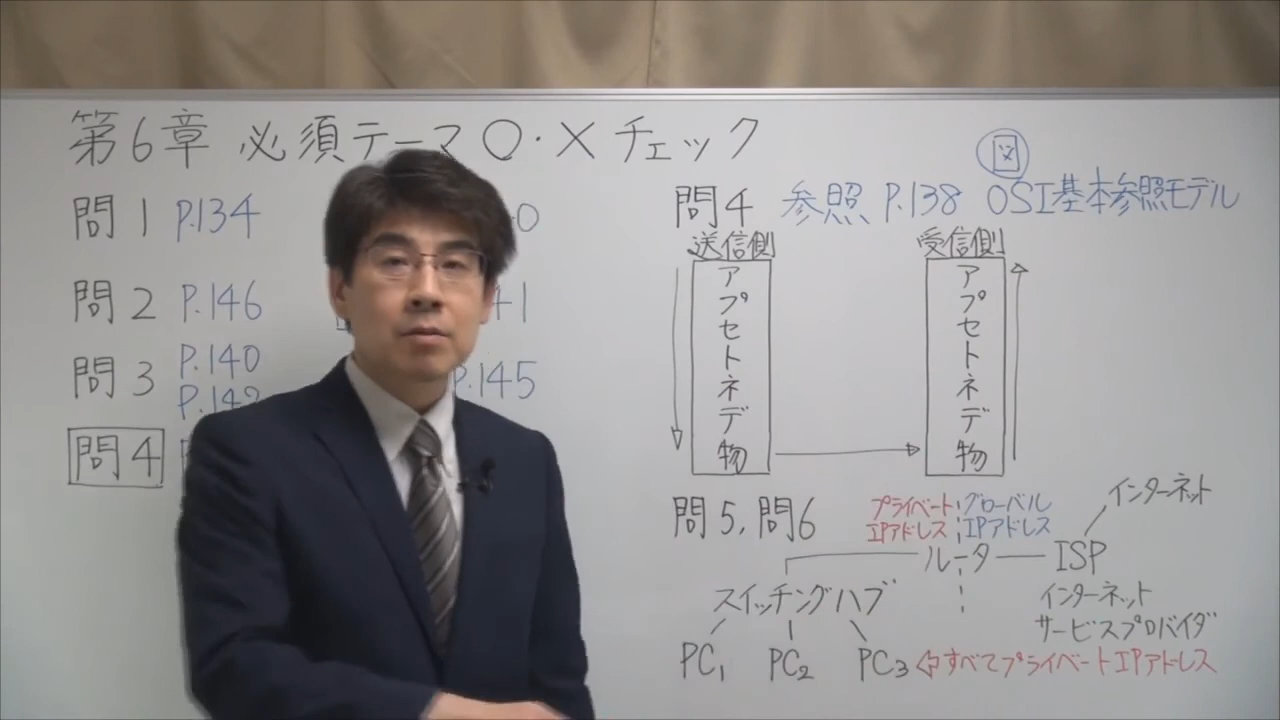 第6章 必須テーマ〇・×チェック
問1 P.134
問2 P.146
問3 P.140
P.142
問4
P.145
図
問4 参照 P.138 OSI基本参照モデル
送信側
アプセトネデ物
受信側
アプセトネデ物
問5,問6
プライベート
IPアドレス
グローバル
IPアドレス
インターネット
ルータ
ISP
スイッチングハブ
インターネット
サービスプロバイダ
PC1 PC2 PC3 ⇦すべてプライベートIPアドレス